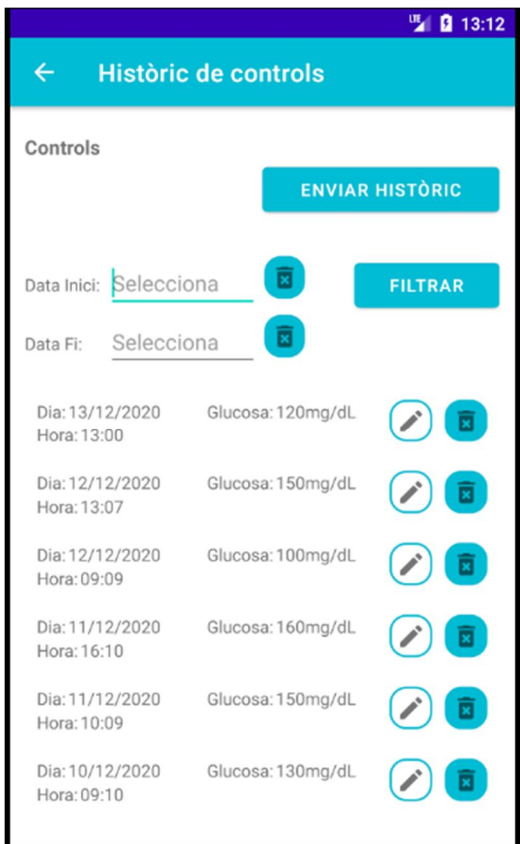 LTE 13:12
Històric de controls
Controls
ENVIAR HISTÒRIC
Data Inici: Selecciona FILTRAR
Data Fi: Selecciona
Dia: 13/12/2020 Glucosa: 120mg/dL
Hora: 13:00
Dia: 12/12/2020 Glucosa: 150mg/dL
Hora: 13:07
Dia: 12/12/2020 Glucosa: 100mg/dL
Hora: 09:09
Dia: 11/12/2020 Glucosa: 160mg/dL
Hora: 16:10
Dia: 11/12/2020 Glucosa: 150mg/dL
Hora: 10:09
Dia: 10/12/2020 Glucosa: 130mg/dL
Hora: 09:10